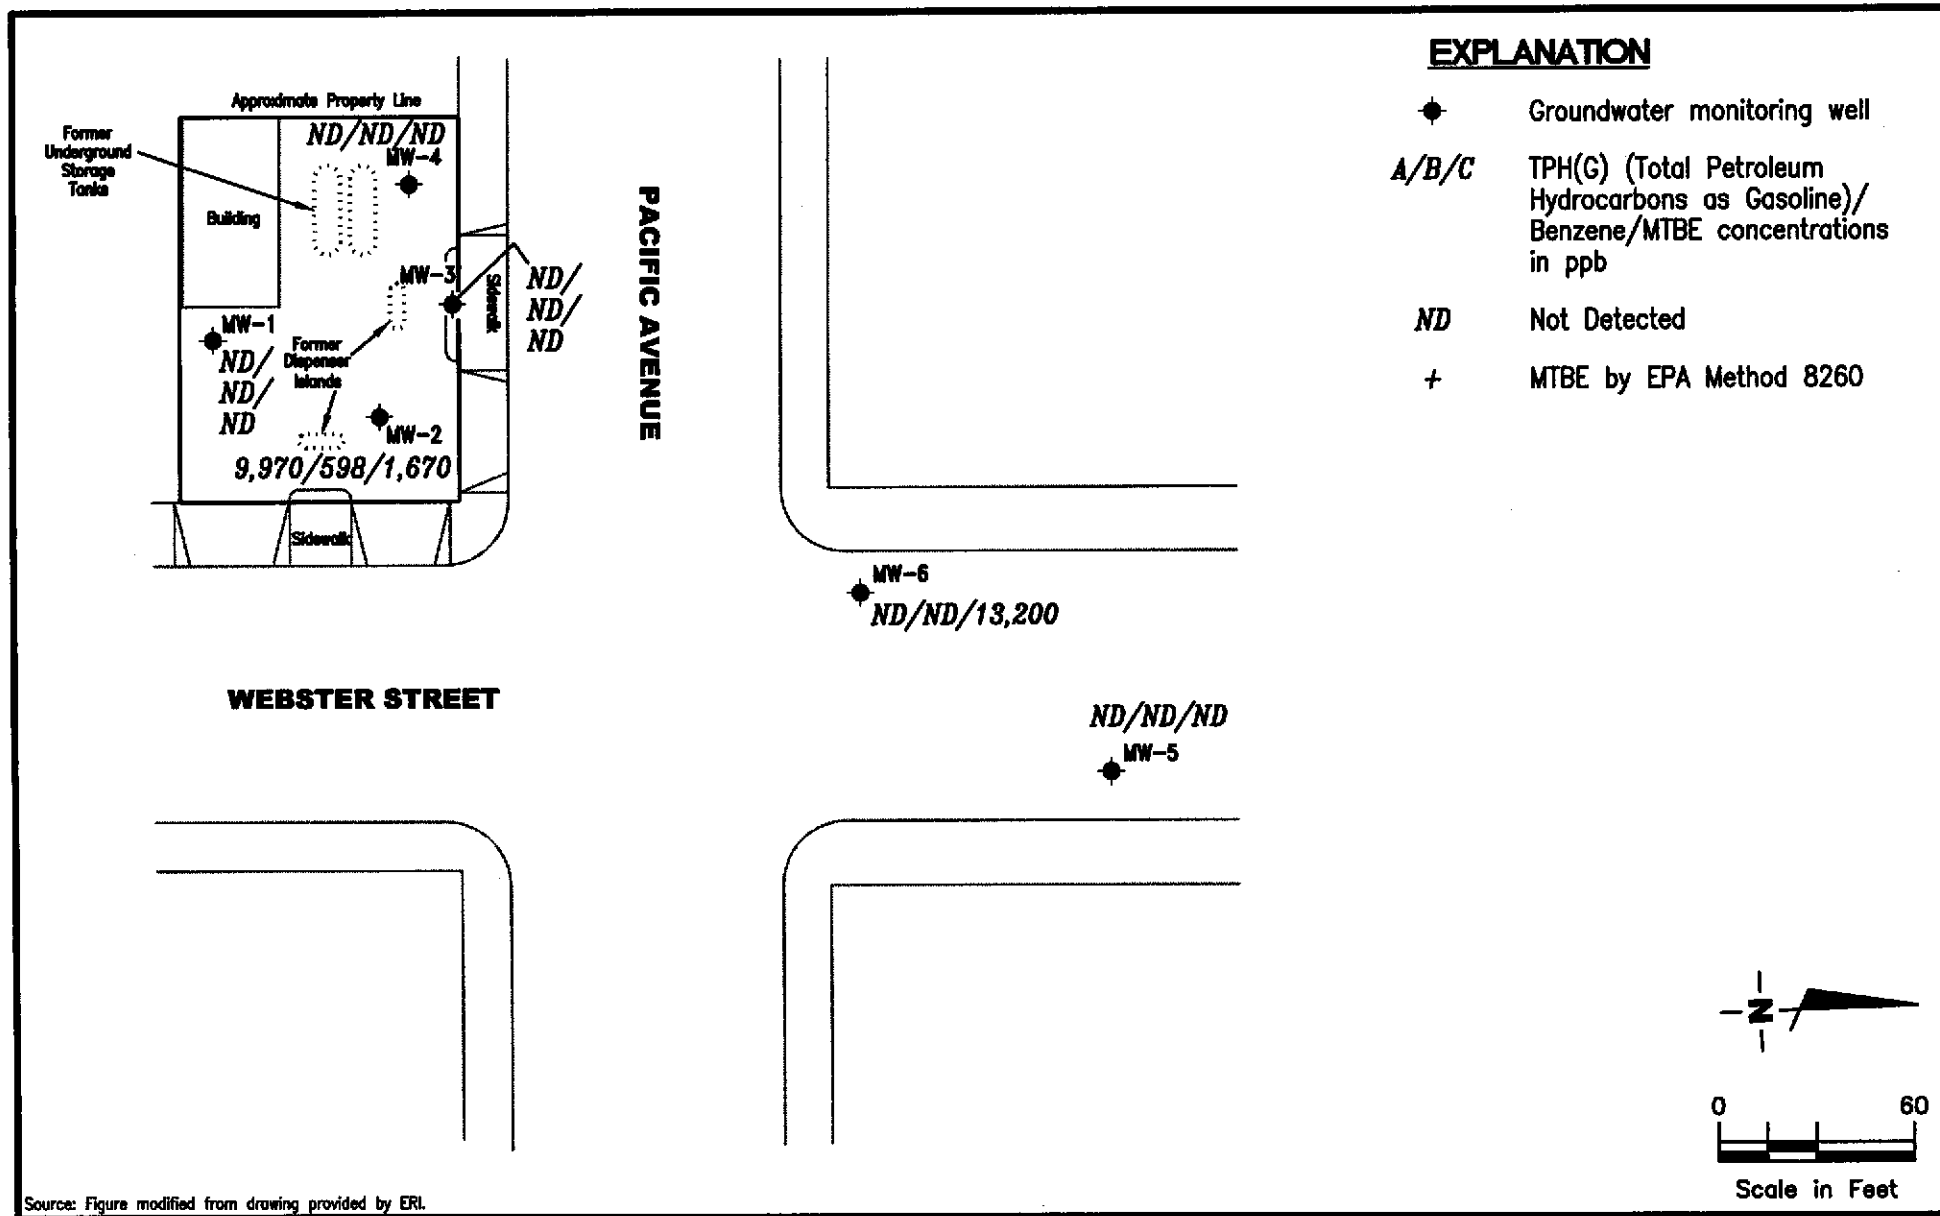 EXPLANATION
Groundwater monitoring well
A/B/C TPH(G) (Total Petroleum
Hydrocarbons as Gasoline)/
Benzene/MTBE concentrations
in ppb
ND Not Detected
+ MTBE by EPA Method 8260
Approximate Property Line
Former
Underground
Storage
Tanks
ND/ND/ND
MW-4
Building
MW-3
Sidewalk
ND/
ND/
ND
PACIFIC AVENUE
MW-1
ND/
ND/
ND
Former
Dispenser
Islands
MW-2
9,970/598/1,670
Sidewalk
MW-6
ND/ND/13,200
WEBSTER STREET
ND/ND/ND
MW-5
N
0 60
Scale in Feet
Source: Figure modified from drawing provided by ERI.